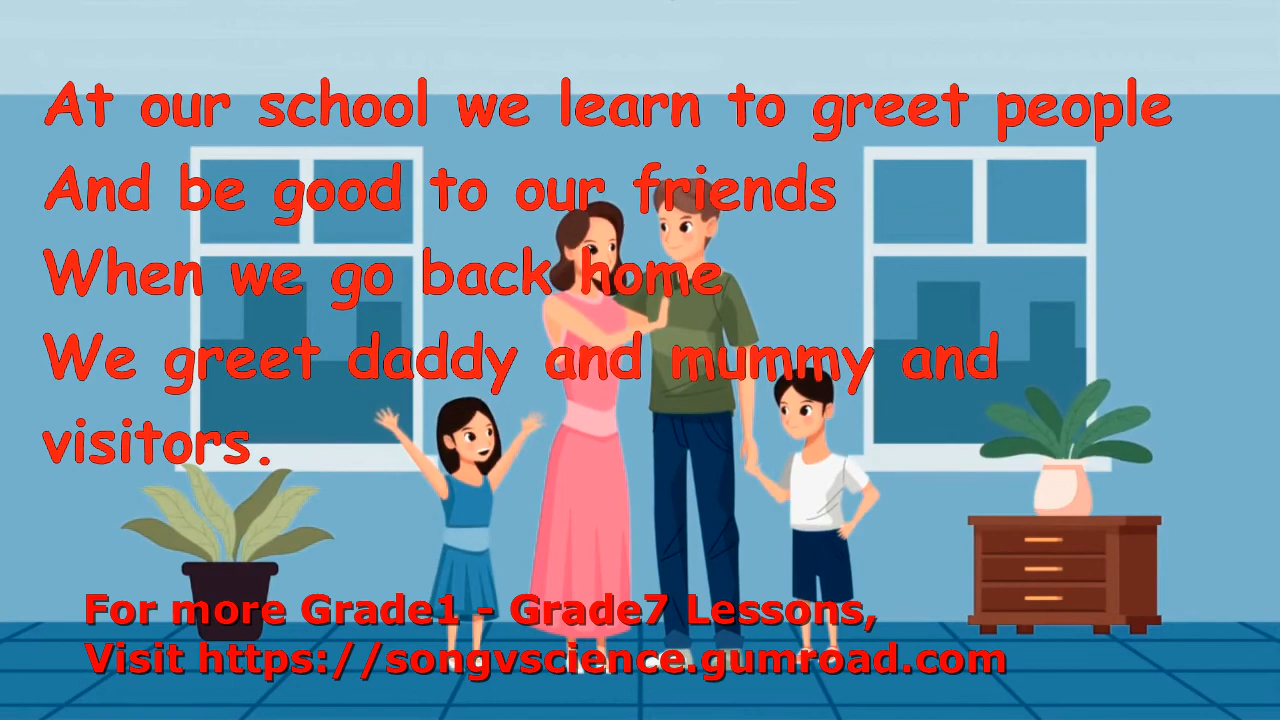 At our school we learn to greet people
And be good to our friends
When we go back home
We greet daddy and mummy and
visitors.
For more Grade1 - Grade7 Lessons,
Visit https://songvscience.gumroad.com